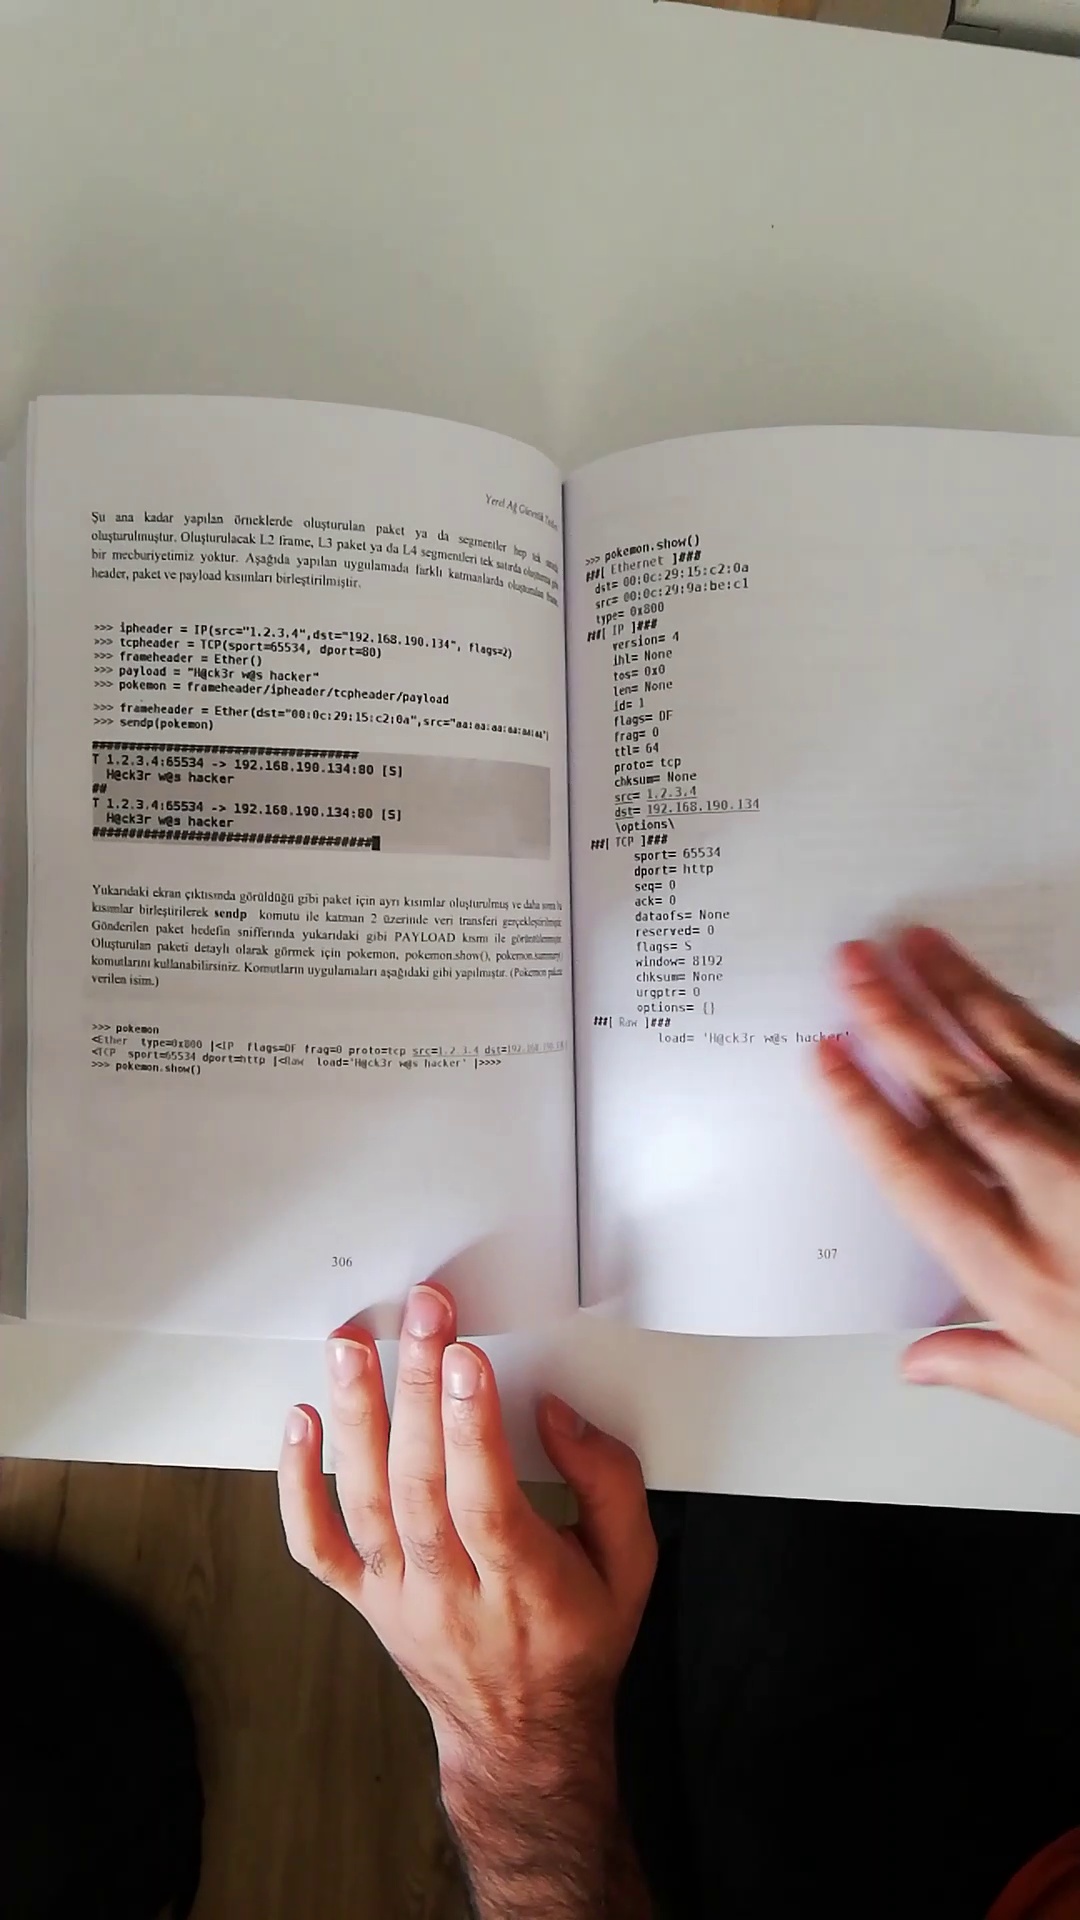 Yerel Ağ Güvenlik
Şu ana kadar yapılan örneklerde oluşturulan paket ya da segmentler hep tek
oluşturulmuştur. Oluşturulacak L2 frame, L3 paket ya da L4 segmentleri tek satırda
bir mecburiyetimiz yoktur. Aşağıda yapılan uygulamada farklı katmanlarda oluşturulan
header, paket ve payload kısımları birleştirilmiştir.
>>> ipheader = IP(src="1.2.3.4",dst="192.168.190.134", flags=2)
>>> tcpheader = TCP(sport=65534, dport=80)
>>> frameheader = Ether()
>>> payload = "H@ck3r w@s hacker"
>>> pokemon = frameheader/ipheader/tcpheader/payload
>>> frameheader = Ether(dst="00:0c:29:15:c2:0a",src="aa:aa:aa:aa:aa:aa")
>>> sendp(pokemon)
T 1.2.3.4:65534 -> 192.168.190.134:80 [S]
H@ck3r w@s hacker
##
T 1.2.3.4:65534 -> 192.168.190.134:80 [S]
H@ck3r w@s hacker
Yukarıdaki ekran çıktısında görüldüğü gibi paket için ayrı kısımlar oluşturulmuş ve daha sonra bu
kısımlar birleştirilerek sendp komutu ile katman 2 üzerinde veri transferi gerçekleştirilmiştir.
Gönderilen paket hedefin snifferında yukarıdaki gibi PAYLOAD kısmı ile
Oluşturulan paketi detaylı olarak görmek için pokemon, pokemon.show(), pokemon.summary()
komutlarını kullanabilirsiniz. Komutların uygulamaları aşağıdaki gibi yapılmıştır. (Pokemon pakete
verilen isim.)
>>> pokemon
<Ether type=0x800 |<IP flags=DF frag=0 proto=tcp src=1.2.3.4 dst=192.168.190.134
<TCP sport=65534 dport=http |<Raw load='H@ck3r w@s hacker' |>>>>
>>> pokemon.show()
306
>>> pokemon.show()
###[ Ethernet ]###
dst= 00:0c:29:15:c2:0a
src= 00:0c:29:9a:be:c1
type= 0x800
###[ IP ]###
version= 4
ihl= None
tos= 0x0
len= None
id= 1
flags= DF
frag= 0
ttl= 64
proto= tcp
chksum= None
src= 1.2.3.4
dst= 192.168.190.134
\options\
###[ TCP ]###
sport= 65534
dport= http
seq= 0
ack= 0
dataofs= None
reserved= 0
flags= S
window= 8192
chksum= None
urgptr= 0
options= {}
###[ Raw ]###
load= 'H@ck3r w@s hacker'
307